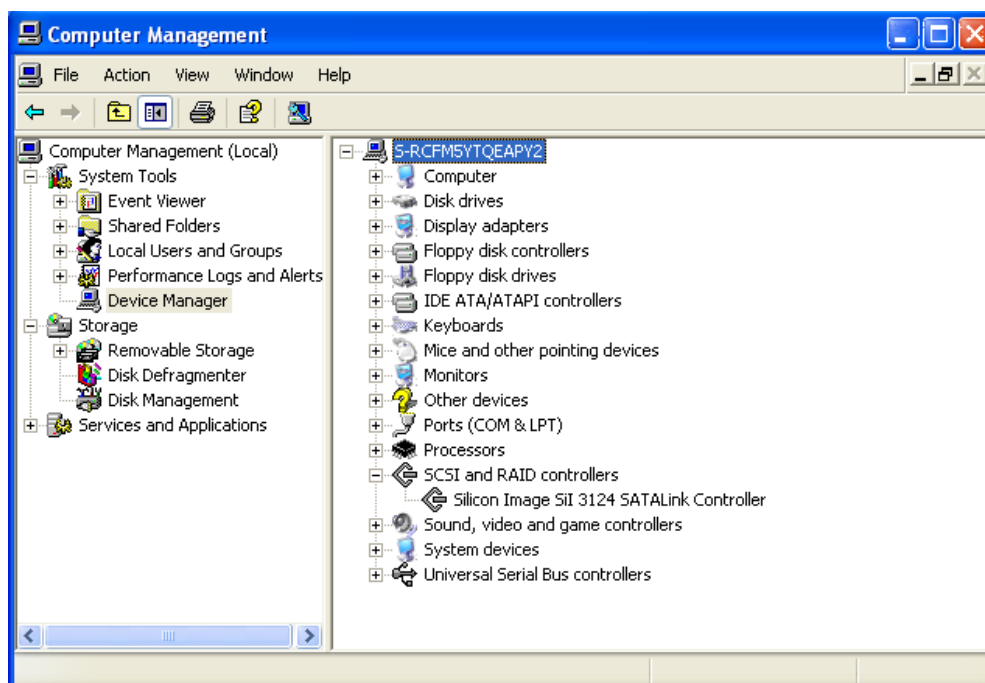 Computer Management
File Action View Window Help
Computer Management (Local)
System Tools
Event Viewer
Shared Folders
Local Users and Groups
Performance Logs and Alerts
Device Manager
Storage
Removable Storage
Disk Defragmenter
Disk Management
Services and Applications
S-RCFM5YTQEAPY2
Computer
Disk drives
Display adapters
Floppy disk controllers
Floppy disk drives
IDE ATA/ATAPI controllers
Keyboards
Mice and other pointing devices
Monitors
Other devices
Ports (COM & LPT)
Processors
SCSI and RAID controllers
Silicon Image SiI 3124 SATALink Controller
Sound, video and game controllers
System devices
Universal Serial Bus controllers